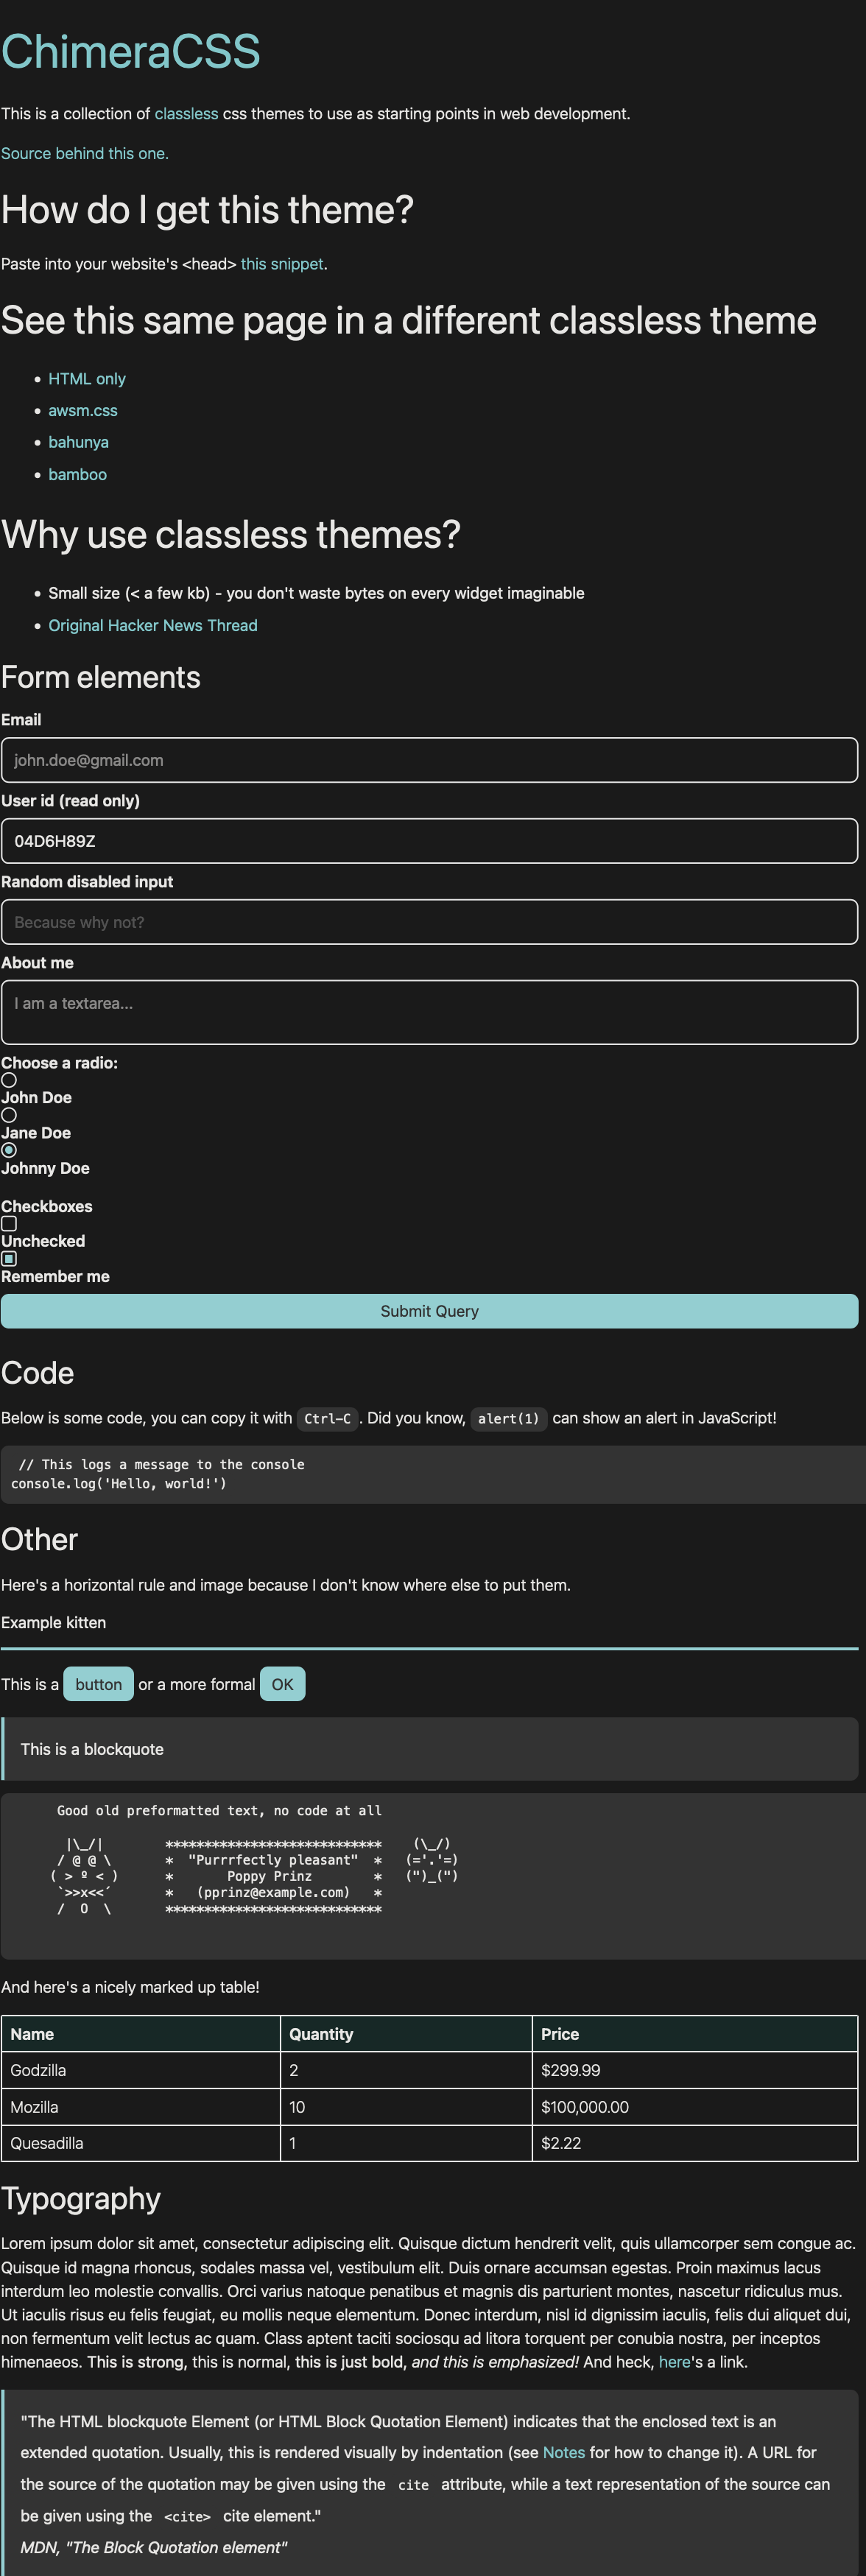 ChimeraCSS
This is a collection of classless css themes to use as starting points in web development.
Source behind this one.
How do I get this theme?
Paste into your website's <head> this snippet.
See this same page in a different classless theme
• HTML only
• awsm.css
• bahunya
• bamboo
Why use classless themes?
• Small size (< a few kb) - you don't waste bytes on every widget imaginable
• Original Hacker News Thread
Form elements
Email
john.doe@gmail.com
User id (read only)
04D6H89Z
Random disabled input
Because why not?
About me
I am a textarea...
Choose a radio:
John Doe
Jane Doe
Johnny Doe
Checkboxes
Unchecked
Remember me
Submit Query
Code
Below is some code, you can copy it with Ctrl-C. Did you know, alert(1) can show an alert in JavaScript!
// This logs a message to the console
console.log('Hello, world!')
Other
Here's a horizontal rule and image because I don't know where else to put them.
Example kitten
This is a button or a more formal OK
This is a blockquote
      Good old preformatted text, no code at all
       |\_/|        ****************************    (\_/)
      / @ @ \       *  "Purrrfectly pleasant"  *   (='.'=)
     ( > º < )      *       Poppy Prinz        *   (")_(")
      `>>x<<´       *   (pprinz@example.com)   *
      /  O  \       ****************************
And here's a nicely marked up table!
Name Quantity Price
Godzilla 2 $299.99
Mozilla 10 $100,000.00
Quesadilla 1 $2.22
Typography
Lorem ipsum dolor sit amet, consectetur adipiscing elit. Quisque dictum hendrerit velit, quis ullamcorper sem congue ac.
Quisque id magna rhoncus, sodales massa vel, vestibulum elit. Duis ornare accumsan egestas. Proin maximus lacus
interdum leo molestie convallis. Orci varius natoque penatibus et magnis dis parturient montes, nascetur ridiculus mus.
Ut iaculis risus eu felis feugiat, eu mollis neque elementum. Donec interdum, nisl id dignissim iaculis, felis dui aliquet dui,
non fermentum velit lectus ac quam. Class aptent taciti sociosqu ad litora torquent per conubia nostra, per inceptos
himenaeos. This is strong, this is normal, this is just bold, and this is emphasized! And heck, here's a link.
"The HTML blockquote Element (or HTML Block Quotation Element) indicates that the enclosed text is an
extended quotation. Usually, this is rendered visually by indentation (see Notes for how to change it). A URL for
the source of the quotation may be given using the cite attribute, while a text representation of the source can
be given using the <cite> cite element."
MDN, "The Block Quotation element"